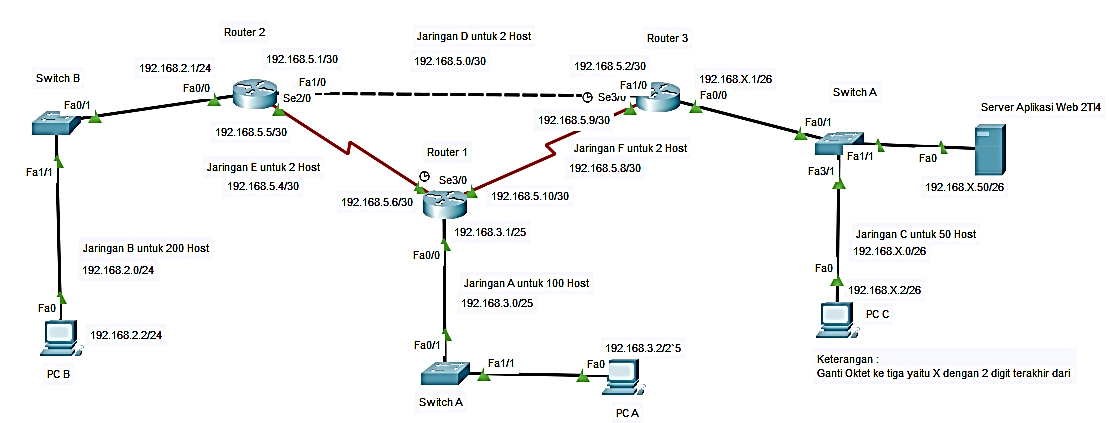 Router 2
Jaringan D untuk 2 Host
192.168.5.0/30
Router 3
192.168.5.1/30
192.168.5.2/30
192.168.2.1/24
Switch B
Fa0/0
Fa1/0
Se2/0
Fa1/0
Se3/0
192.168.X.1/26
Fa0/0
Switch A
Server Aplikasi Web 2TI4
Fa0/1
192.168.5.5/30
192.168.5.9/30
Fa0/1
Fa1/1
Fa0
Jaringan E untuk 2 Host
192.168.5.4/30
Router 1
Jaringan F untuk 2 Host
192.168.5.8/30
Fa1/1
Se3/0
Fa3/1
192.168.X.50/26
192.168.5.6/30
192.168.5.10/30
192.168.3.1/25
Fa0/0
Jaringan B untuk 200 Host
192.168.2.0/24
Jaringan C untuk 50 Host
192.168.X.0/26
Jaringan A untuk 100 Host
192.168.3.0/25
Fa0
192.168.X.2/26
Fa0
192.168.2.2/24
PC B
PC C
Fa0/1
192.168.3.2/2`5
Fa1/1
Fa0
Switch A
PC A
Keterangan :
Ganti Oktet ke tiga yaitu X dengan 2 digit terakhir dari